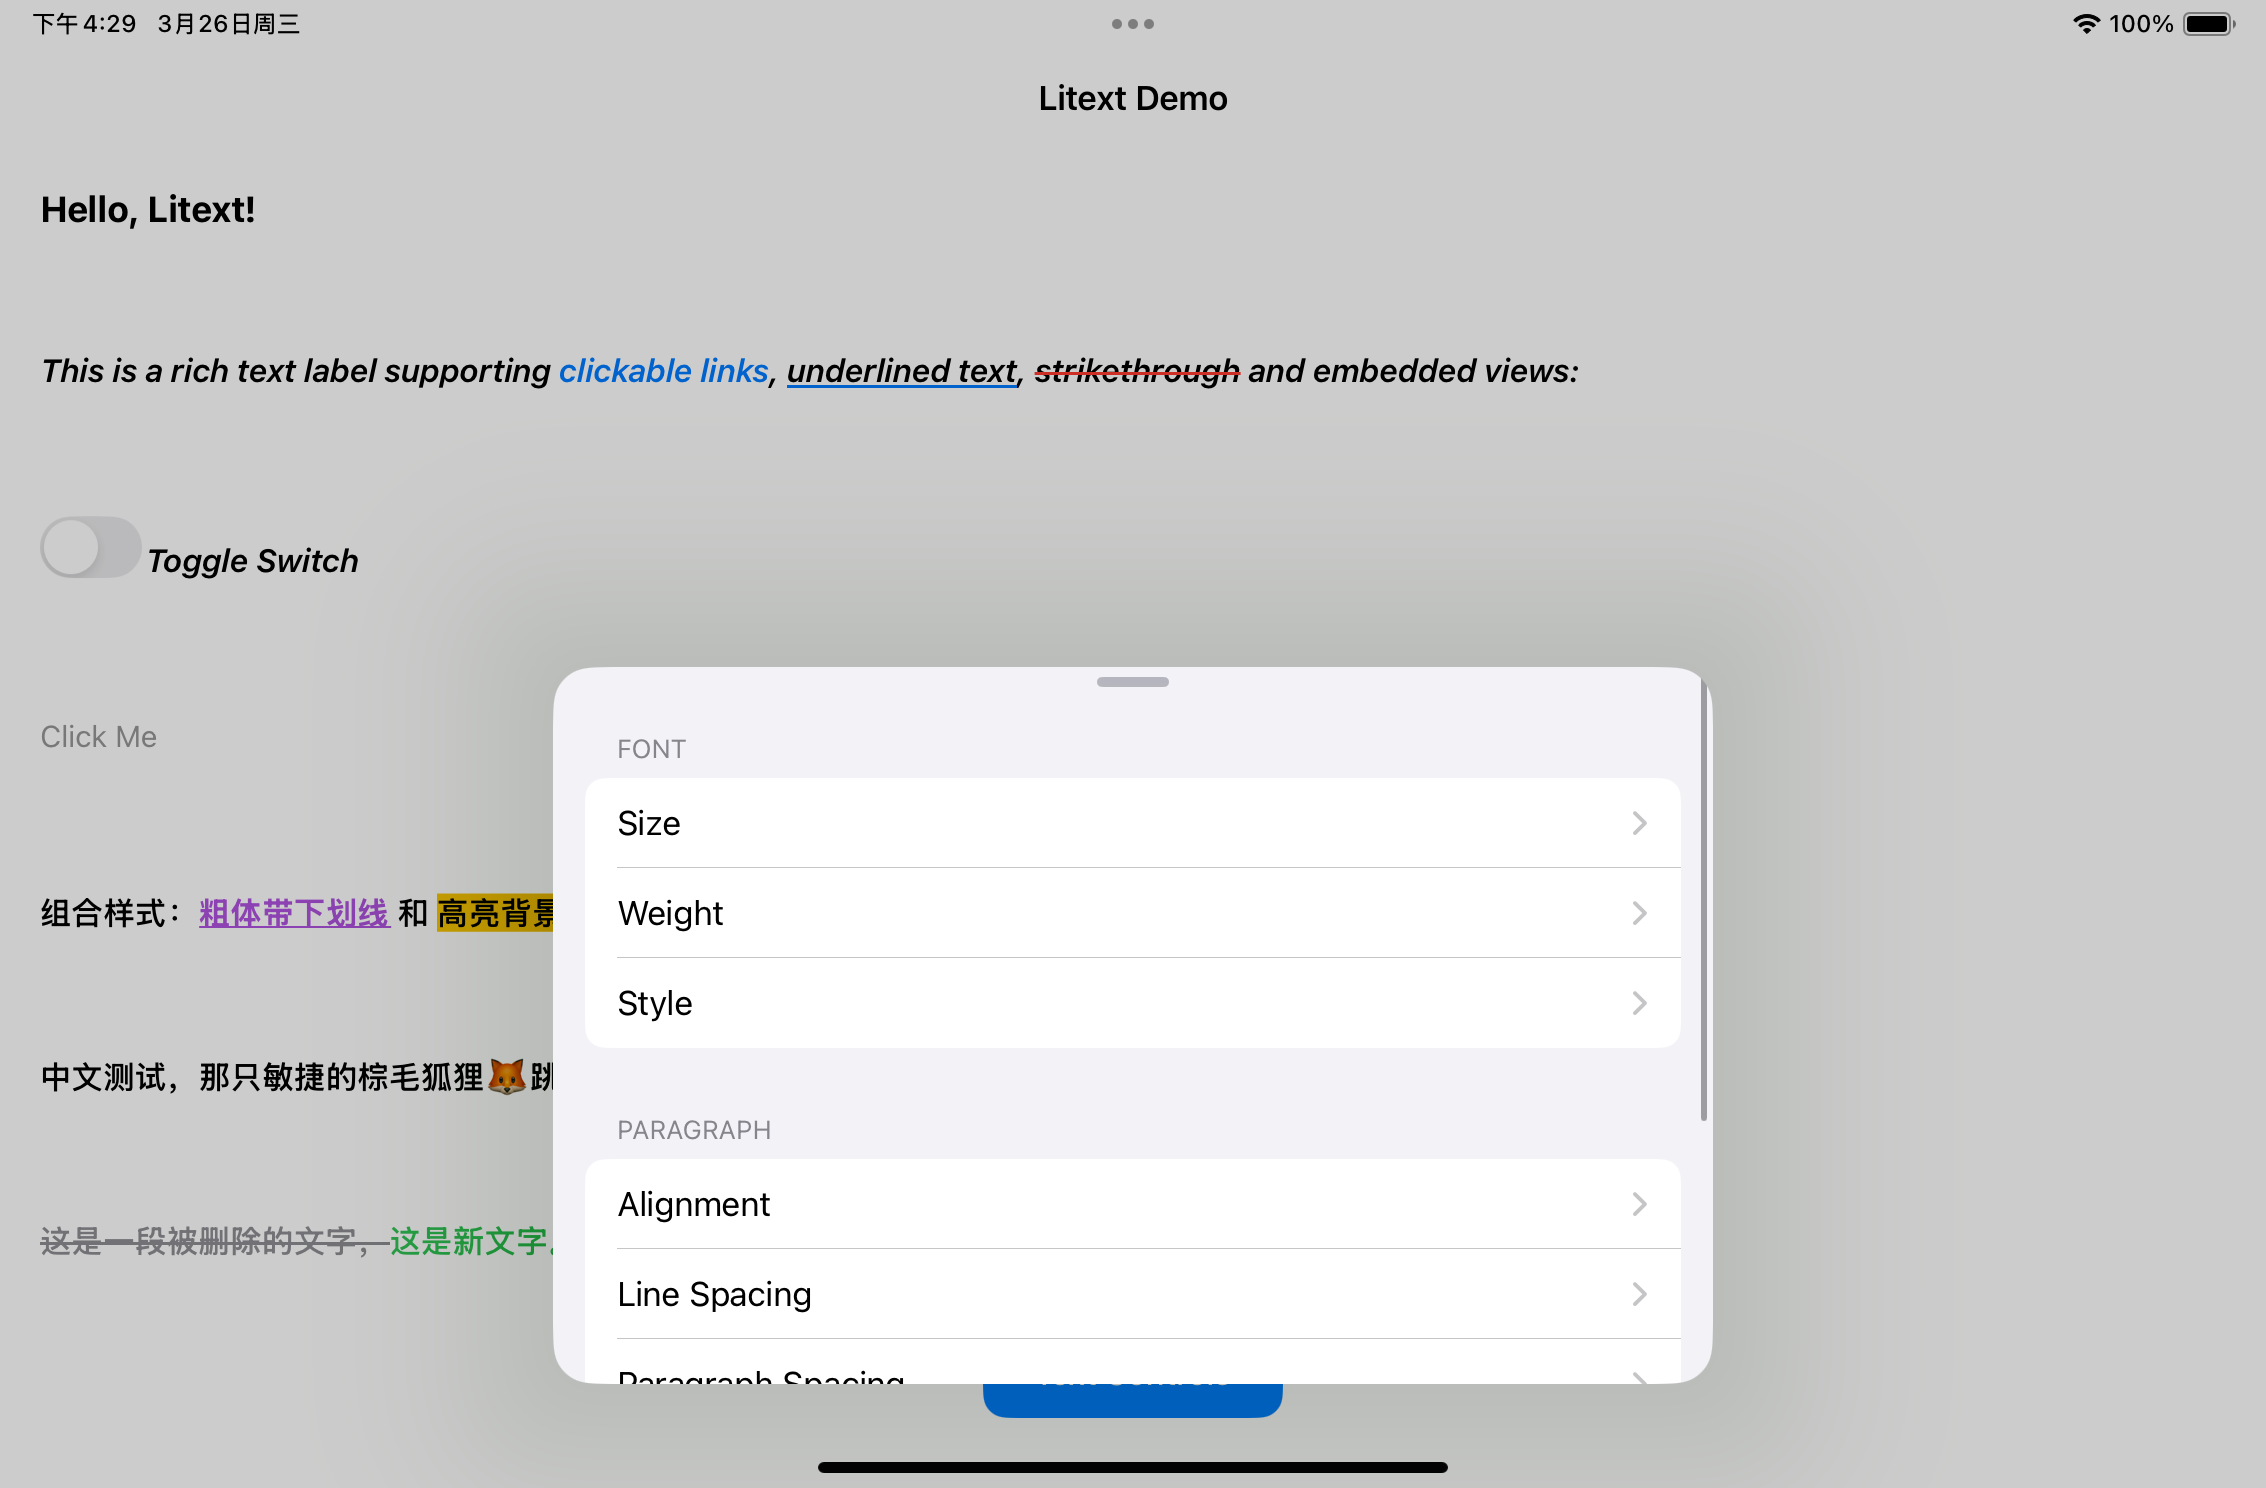 下午4:29 3月26日周三
100%
Litext Demo
Hello, Litext!
This is a rich text label supporting clickable links, underlined text, strikethrough and embedded views:
Toggle Switch
Click Me
组合样式：粗体带下划线 和 高亮背景
中文测试，那只敏捷的棕毛狐狸🦊跳
这是一段被删除的文字，这是新文字。
FONT
Size
Weight
Style
PARAGRAPH
Alignment
Line Spacing
Paragraph Spacing